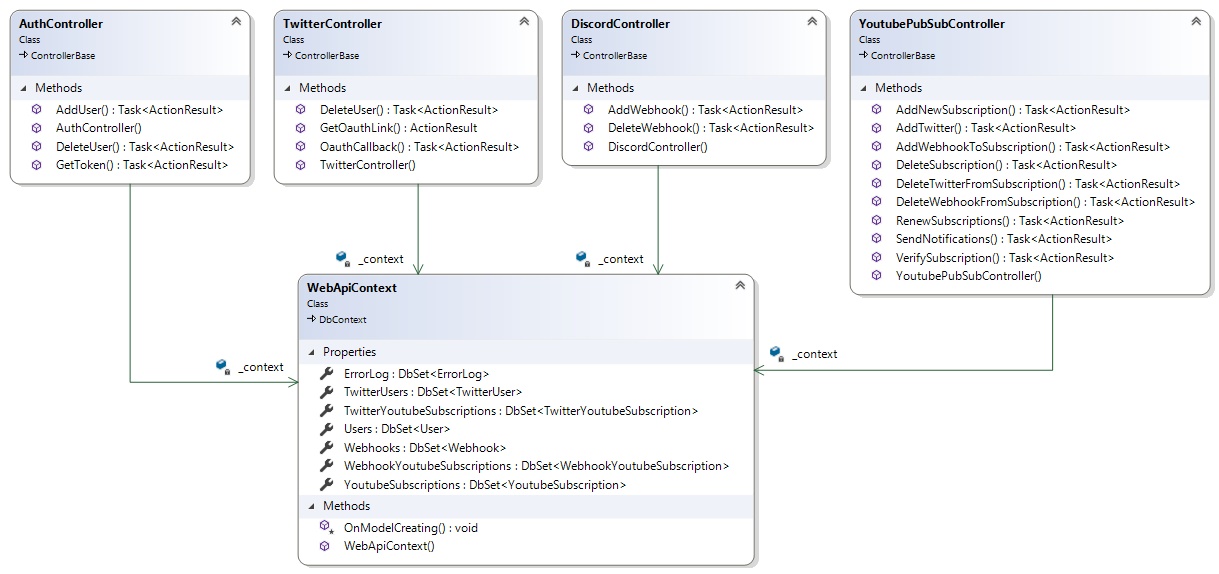 AuthController
Class
ControllerBase
Methods
AddUser() : Task<ActionResult>
AuthController()
DeleteUser() : Task<ActionResult>
GetToken() : Task<ActionResult>
TwitterController
Class
ControllerBase
Methods
DeleteUser() : Task<ActionResult>
GetOauthLink() : ActionResult
OauthCallback() : Task<ActionResult>
TwitterController()
DiscordController
Class
ControllerBase
Methods
AddWebhook() : Task<ActionResult>
DeleteWebhook() : Task<ActionResult>
DiscordController()
YoutubePubSubController
Class
ControllerBase
Methods
AddNewSubscription() : Task<ActionResult>
AddTwitter() : Task<ActionResult>
AddWebhookToSubscription() : Task<ActionResult>
DeleteSubscription() : Task<ActionResult>
DeleteTwitterFromSubscription() : Task<ActionResult>
DeleteWebhookFromSubscription() : Task<ActionResult>
RenewSubscriptions() : Task<ActionResult>
SendNotifications() : Task<ActionResult>
VerifySubscription() : Task<ActionResult>
YoutubePubSubController()
_context
_context
_context
_context
WebApiContext
Class
DbContext
Properties
ErrorLog : DbSet<ErrorLog>
TwitterUsers : DbSet<TwitterUser>
TwitterYoutubeSubscriptions : DbSet<TwitterYoutubeSubscription>
Users : DbSet<User>
Webhooks : DbSet<Webhook>
WebhookYoutubeSubscriptions : DbSet<WebhookYoutubeSubscription>
YoutubeSubscriptions : DbSet<YoutubeSubscription>
Methods
OnModelCreating() : void
WebApiContext()